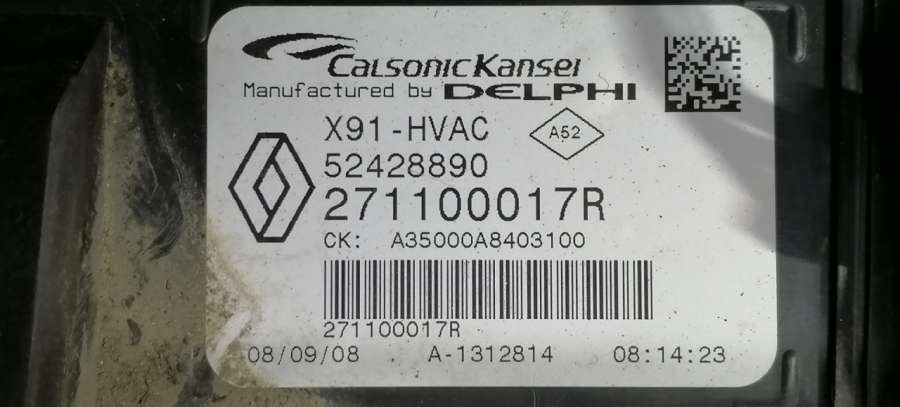 CalsonicKansei
Manufactured by DELPHI
X91-HVAC
A52
52428890
271100017R
CK: A35000A8403100
271100017R
08/09/08 A-1312814 08:14:23